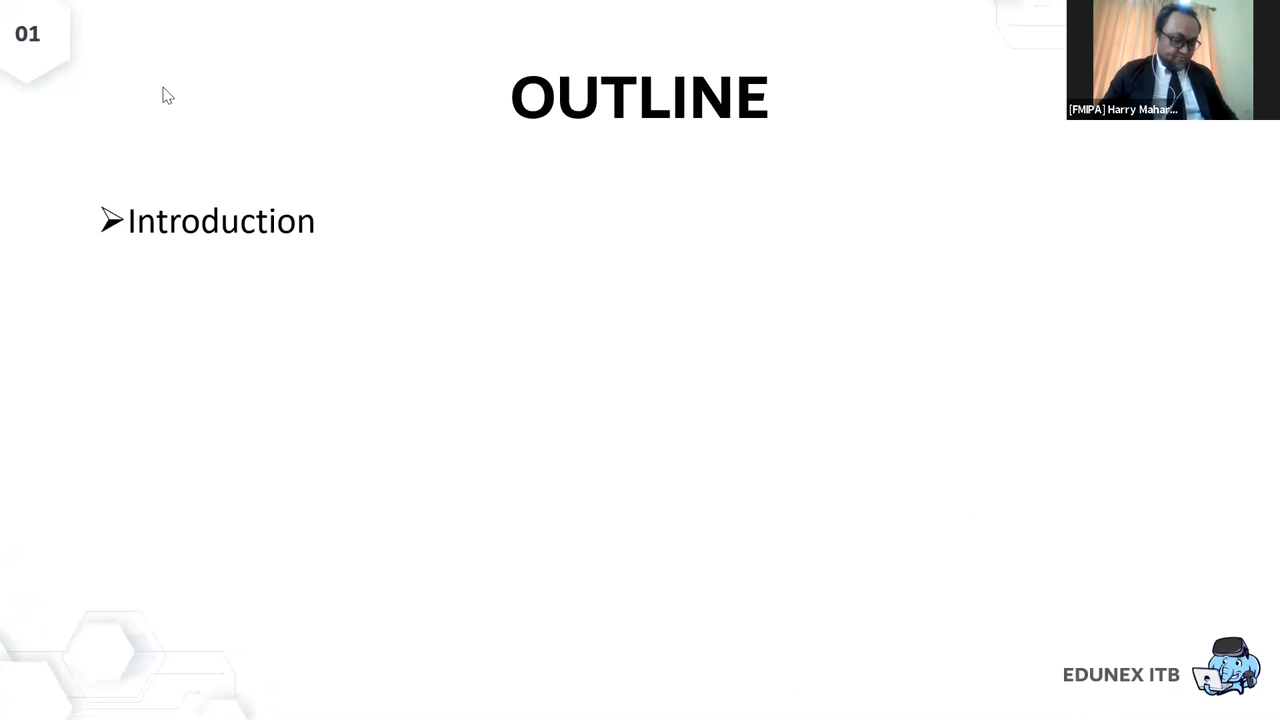 01
OUTLINE
[FMIPA] Harry Mahar...
➢Introduction
EDUNEX ITB